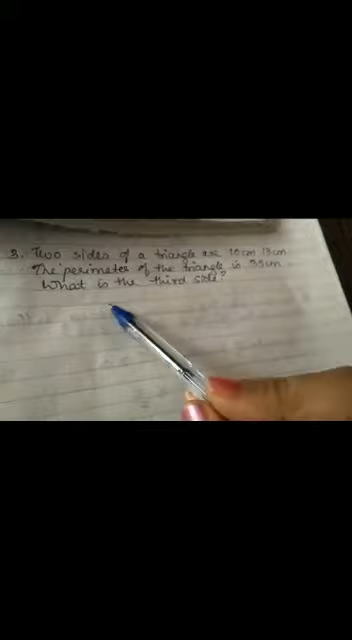 3. Two sides of a triangle are 10cm 13cm
The perimeter of the triangle is 35cm
What is the third side?